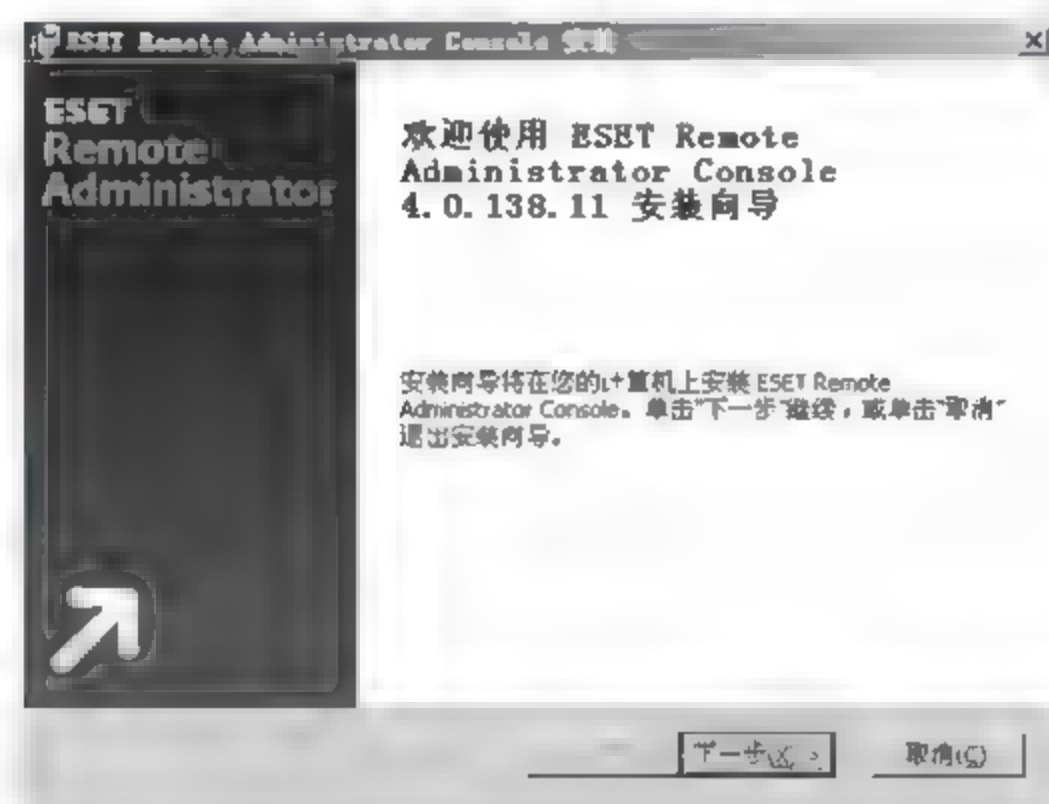 ESET Remote Administrator Console 安装
ESET
Remote
Administrator
欢迎使用 ESET Remote
Administrator Console
4.0.138.11 安装向导
安装向导将在您的计算机上安装 ESET Remote
Administrator Console。单击"下一步"继续，或单击"取消"
退出安装向导。
下一步(X) >
取消(C)